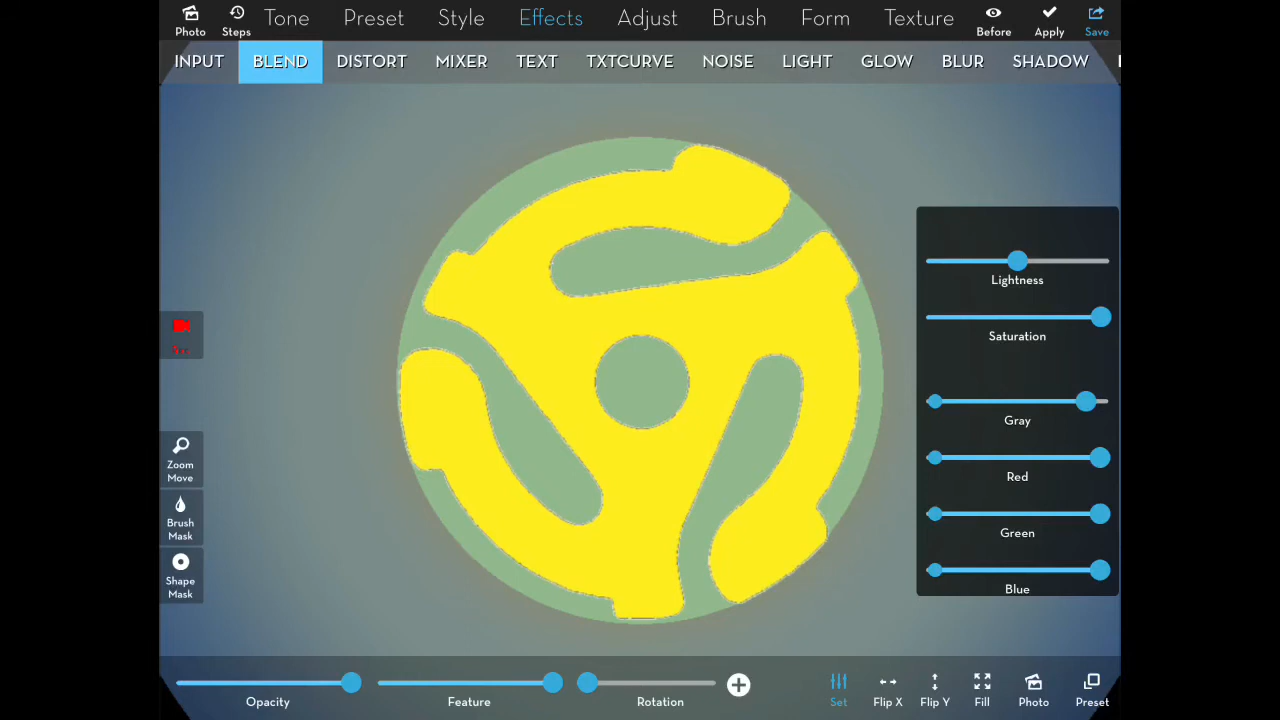 Photo Steps Tone Preset Style Effects Adjust Brush Form Texture Before Apply Save
INPUT BLEND DISTORT MIXER TEXT TXTCURVE NOISE LIGHT GLOW BLUR SHADOW
Lightness
Saturation
Gray
Red
Green
Blue
Zoom
Move
Brush
Mask
Shape
Mask
Opacity Feature Rotation Set Flip X Flip Y Fill Photo Preset